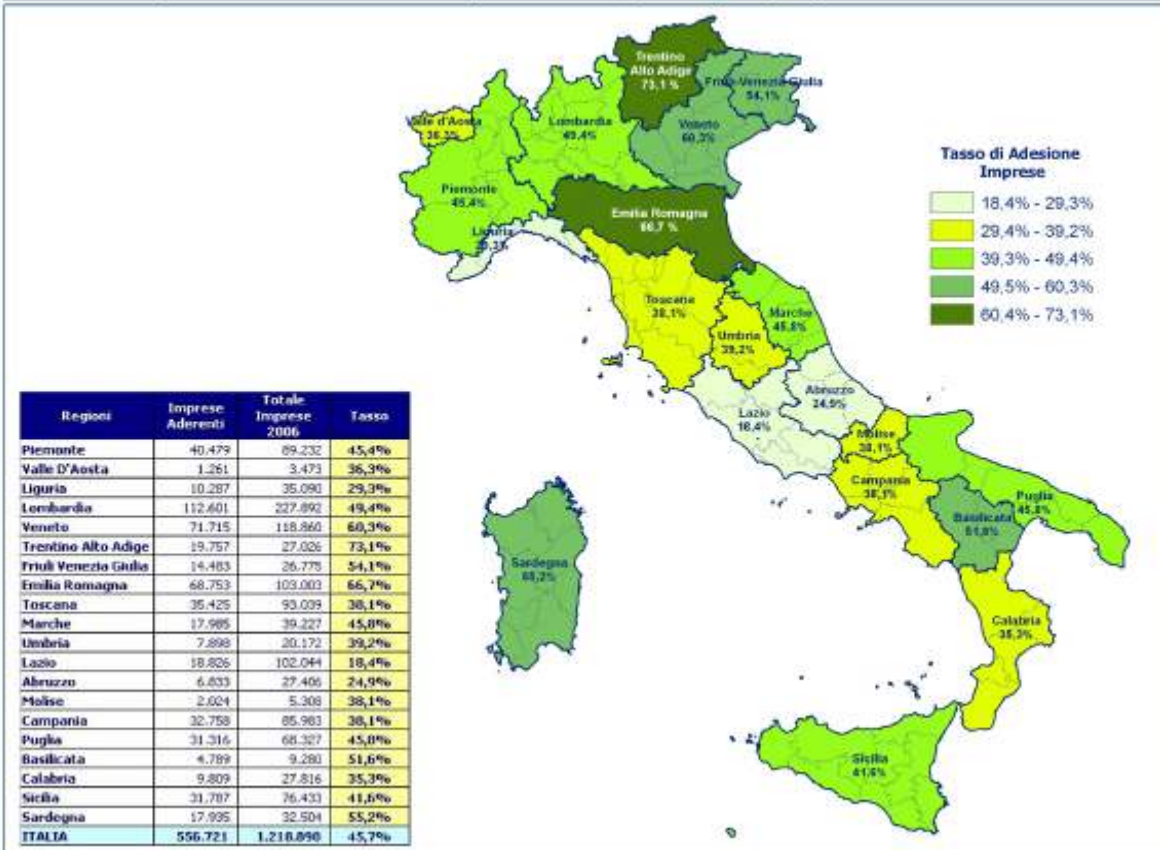 Trentino
Alto Adige
73,1 %
Friuli-Venezia Giulia
54,1%
Valle d'Aosta
36,3%
Lombardia
49,4%
Veneto
60,3%
Tasso di Adesione
Imprese
18,4% - 29,3%
29,4% - 39,2%
39,3% - 49,4%
49,5% - 60,3%
60,4% - 73,1%
Piemonte
45,4%
Emilia Romagna
66,7 %
Liguria
29,3%
Toscana
38,1%
Marche
45,8%
Umbria
39,2%
Abruzzo
24,9%
Lazio
18,4%
Molise
38,1%
Campania
38,1%
Puglia
45,8%
Basilicata
51,6%
Sardegna
Calabria
35,3%
Sicilia
41,6%
Regioni Imprese Aderenti Totale Imprese 2006 Tasso
Piemonte 40.479 89.232 45,4%
Valle D'Aosta 1.261 3.473 36,3%
Liguria 10.287 35.090 29,3%
Lombardia 112.601 227.892 49,4%
Veneto 71.715 118.860 60,3%
Trentino Alto Adige 19.757 27.026 73,1%
Friuli Venezia Giulia 14.483 26.775 54,1%
Emilia Romagna 68.753 103.003 66,7%
Toscana 35.425 93.039 38,1%
Marche 17.985 39.227 45,8%
Umbria 7.898 20.172 39,2%
Lazio 18.826 102.044 18,4%
Abruzzo 6.833 27.406 24,9%
Molise 2.024 5.308 38,1%
Campania 32.758 85.983 38,1%
Puglia 31.316 68.327 45,8%
Basilicata 4.789 9.280 51,6%
Calabria 9.809 27.816 35,3%
Sicilia 31.787 76.433 41,6%
Sardegna 17.935 32.504 55,2%
ITALIA 556.721 1.218.890 45,7%